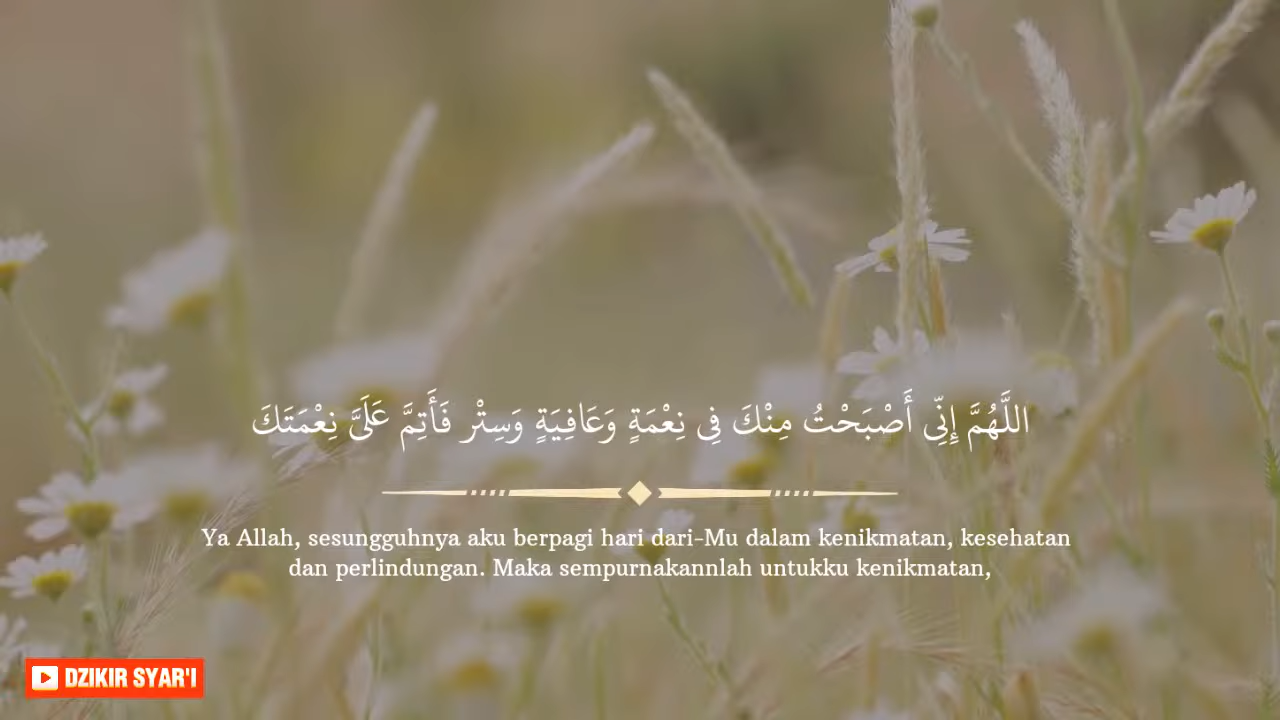 اللَّهُمَّ إِنِّى أَصْبَحْتُ مِنْكَ فِى نِعْمَةٍ وَعَافِيَةٍ وَسِتْرٍ فَأَتِمَّ عَلَىَّ نِعْمَتَكَ
Ya Allah, sesungguhnya aku berpagi hari dari-Mu dalam kenikmatan, kesehatan
dan perlindungan. Maka sempurnakannlah untukku kenikmatan,
DZIKIR SYAR'I